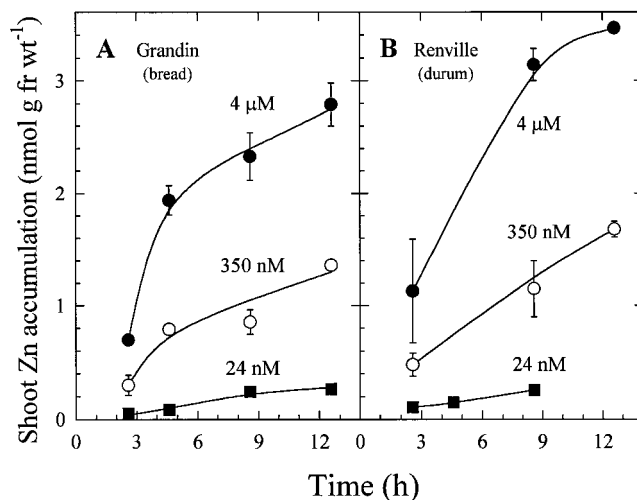 Shoot Zn accumulation (nmol g fr wt⁻¹)
3
2
1
0
A
Grandin
(bread)
4 μM
350 nM
24 nM
B
Renville
(durum)
4 μM
350 nM
24 nM
0 3 6 9 12 0 3 6 9 12
Time (h)